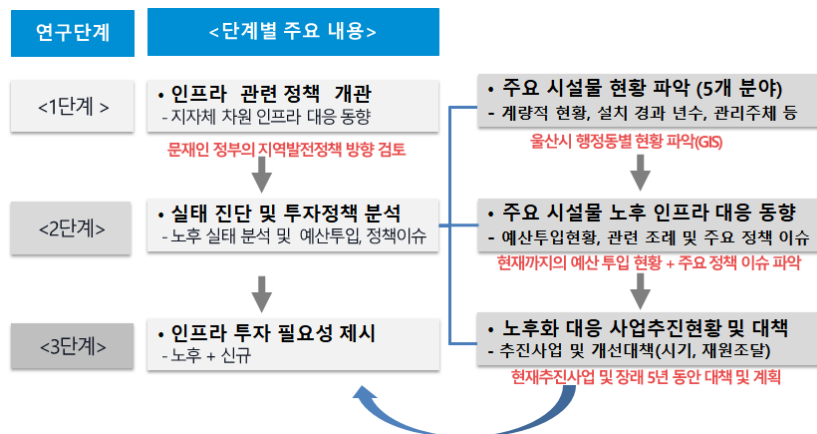 연구단계
<단계별 주요 내용>
<1단계 >
• 인프라 관련 정책 개관
- 지자체 차원 인프라 대응 동향
문재인 정부의 지역발전정책 방향 검토
<2단계>
• 실태 진단 및 투자정책 분석
- 노후 실태 분석 및 예산투입, 정책이슈
<3단계>
• 인프라 투자 필요성 제시
- 노후 + 신규
• 주요 시설물 현황 파악 (5개 분야)
- 계량적 현황, 설치 경과 년수, 관리주체 등
울산시 행정동별 현황 파악(GIS)
• 주요 시설물 노후 인프라 대응 동향
- 예산투입현황, 관련 조례 및 주요 정책 이슈
현재까지의 예산 투입 현황 + 주요 정책 이슈 파악
• 노후화 대응 사업추진현황 및 대책
- 추진사업 및 개선대책(시기, 재원조달)
현재추진사업 및 장래 5년 동안 대책 및 계획